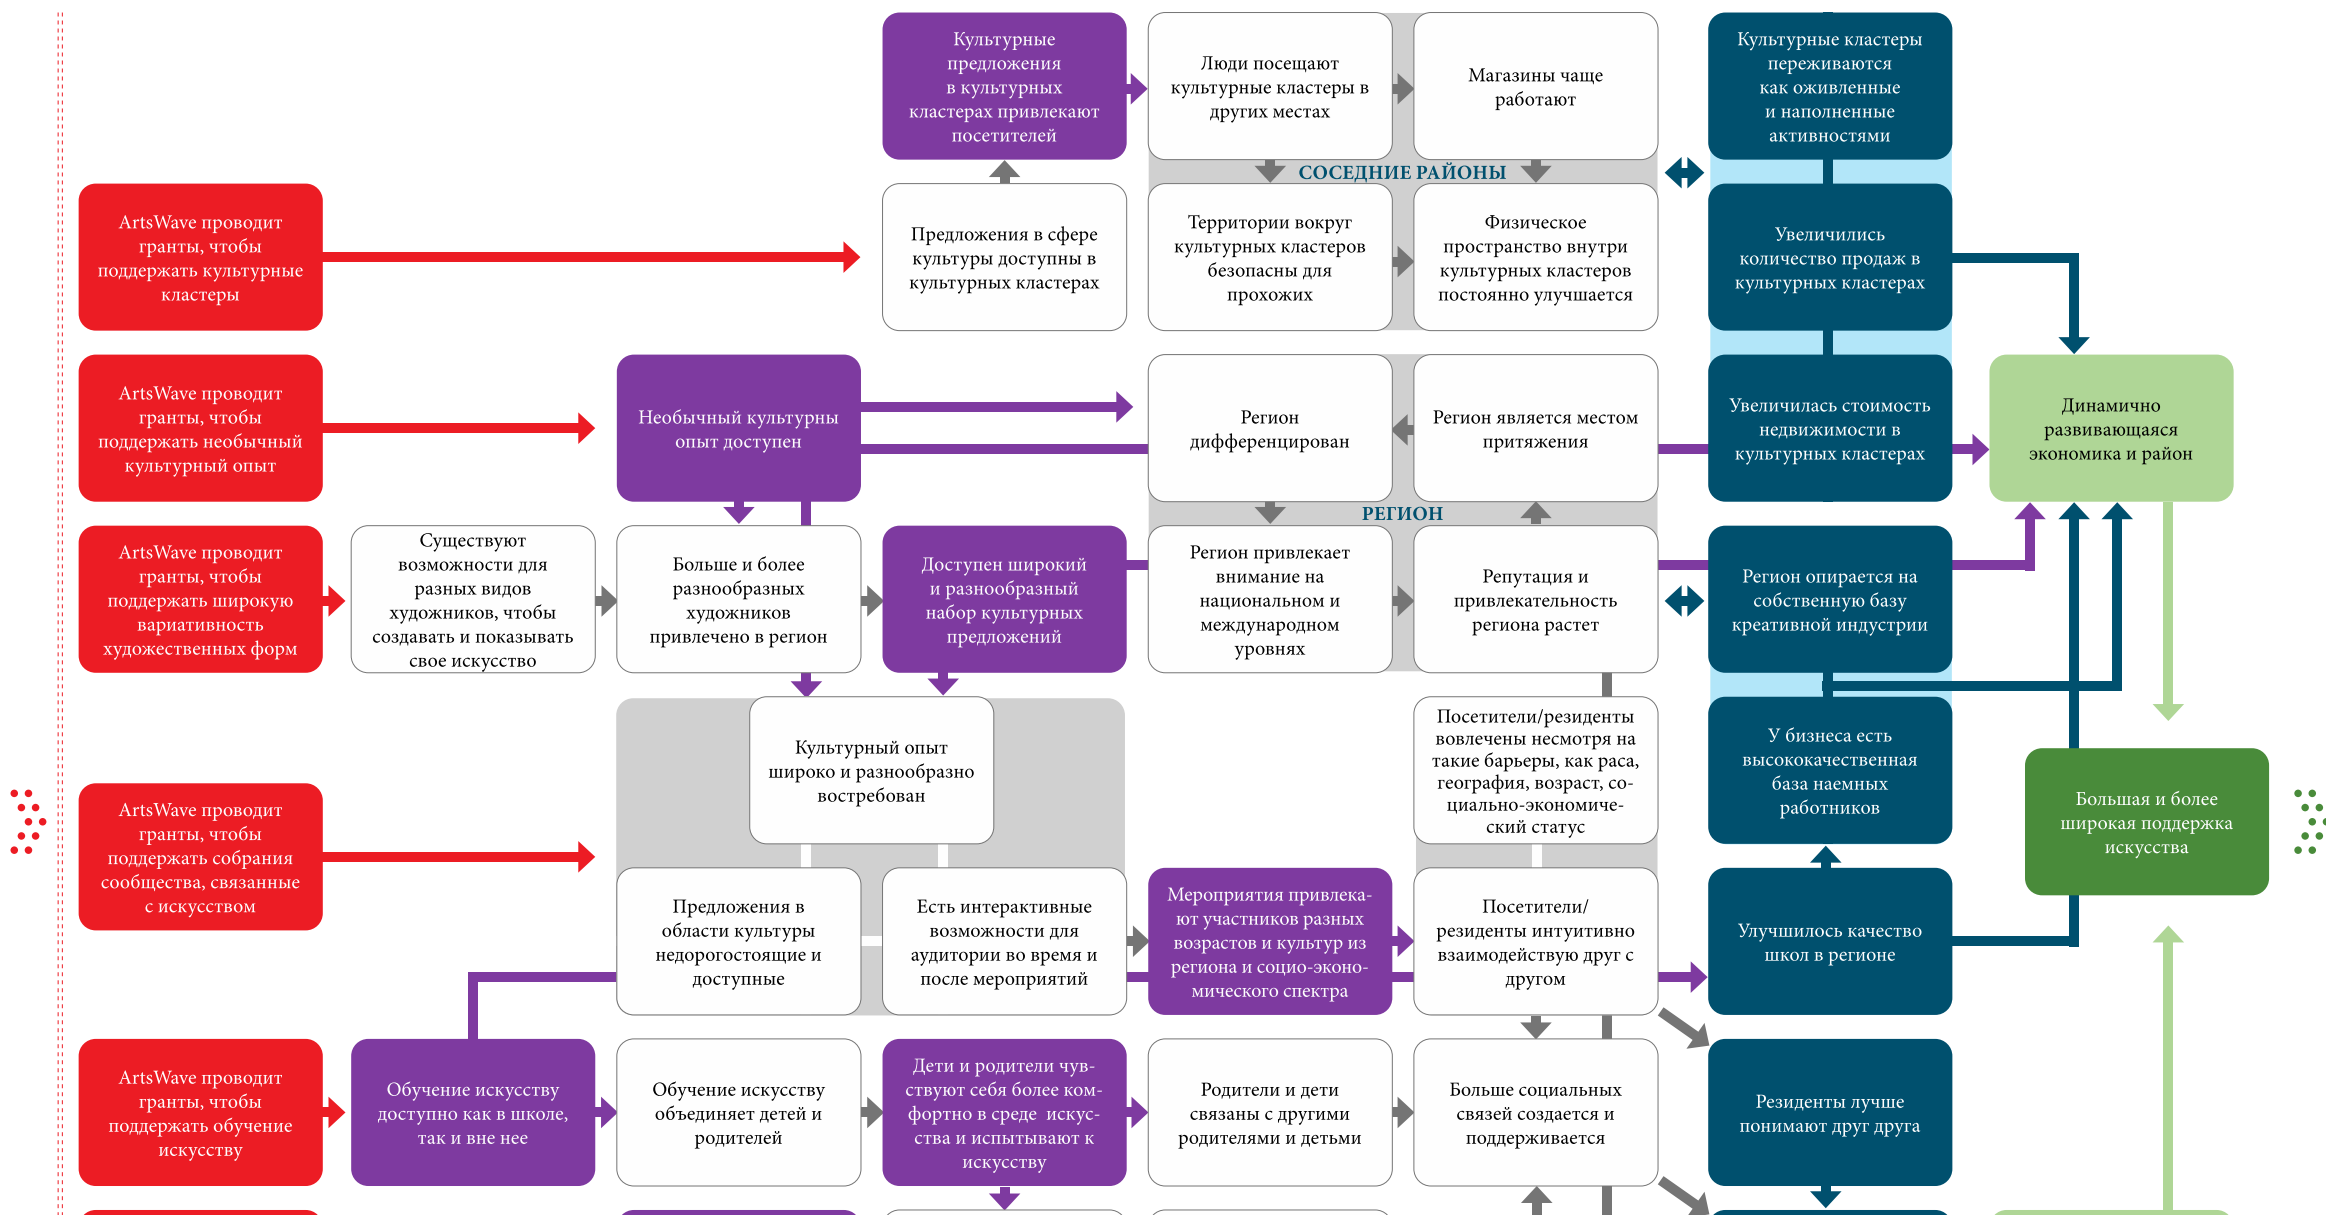 Культурные
предложения
в культурных
кластерах привлекают
посетителей
Люди посещают
культурные кластеры в
других местах
Магазины чаще
работают
Культурные кластеры
переживаются
как оживленные
и наполненные
активностями
СОСЕДНИЕ РАЙОНЫ
ArtsWave проводит
гранты, чтобы
поддержать культурные
кластеры
Предложения в сфере
культуры доступны в
культурных кластерах
Территории вокруг
культурных кластеров
безопасны для
прохожих
Физическое
пространство внутри
культурных кластеров
постоянно улучшается
Увеличились
количество продаж в
культурных кластерах
ArtsWave проводит
гранты, чтобы
поддержать необычный
культурный опыт
Необычный культурны
опыт доступен
Регион
дифференцирован
Регион является местом
притяжения
Увеличилась стоимость
недвижимости в
культурных кластерах
Динамично
развивающаяся
экономика и район
РЕГИОН
ArtsWave проводит
гранты, чтобы
поддержать широкую
вариативность
художественных форм
Существуют
возможности для
разных видов
художников, чтобы
создавать и показывать
свое искусство
Больше и более
разнообразных
художников
привлечено в регион
Доступен широкий
и разнообразный
набор культурных
предложений
Регион привлекает
внимание на
национальном и
международном
уровнях
Репутация и
привлекательность
региона растет
Регион опирается на
собственную базу
креативной индустрии
Культурный опыт
широко и разнообразно
востребован
Посетители/резиденты
вовлечены несмотря на
такие барьеры, как раса,
география, возраст, со-
циально-экономиче-
ский статус
У бизнеса есть
высококачественная
база наемных
работников
Большая и более
широкая поддержка
искусства
ArtsWave проводит
гранты, чтобы
поддержать собрания
сообщества, связанные
с искусством
Предложения в
области культуры
недорогостоящие и
доступные
Есть интерактивные
возможности для
аудитории во время и
после мероприятий
Мероприятия привлека-
ют участников разных
возрастов и культур из
региона и социо-эконо-
мического спектра
Посетители/
резиденты интуитивно
взаимодействую друг с
другом
Улучшилось качество
школ в регионе
ArtsWave проводит
гранты, чтобы
поддержать обучение
искусству
Обучение искусству
доступно как в школе,
так и вне нее
Обучение искусству
объединяет детей и
родителей
Дети и родители чув-
ствуют себя более ком-
фортно в среде искус-
ства и испытывают к
искусству
Родители и дети
связаны с другими
родителями и детьми
Больше социальных
связей создается и
поддерживается
Резиденты лучше
понимают друг друга